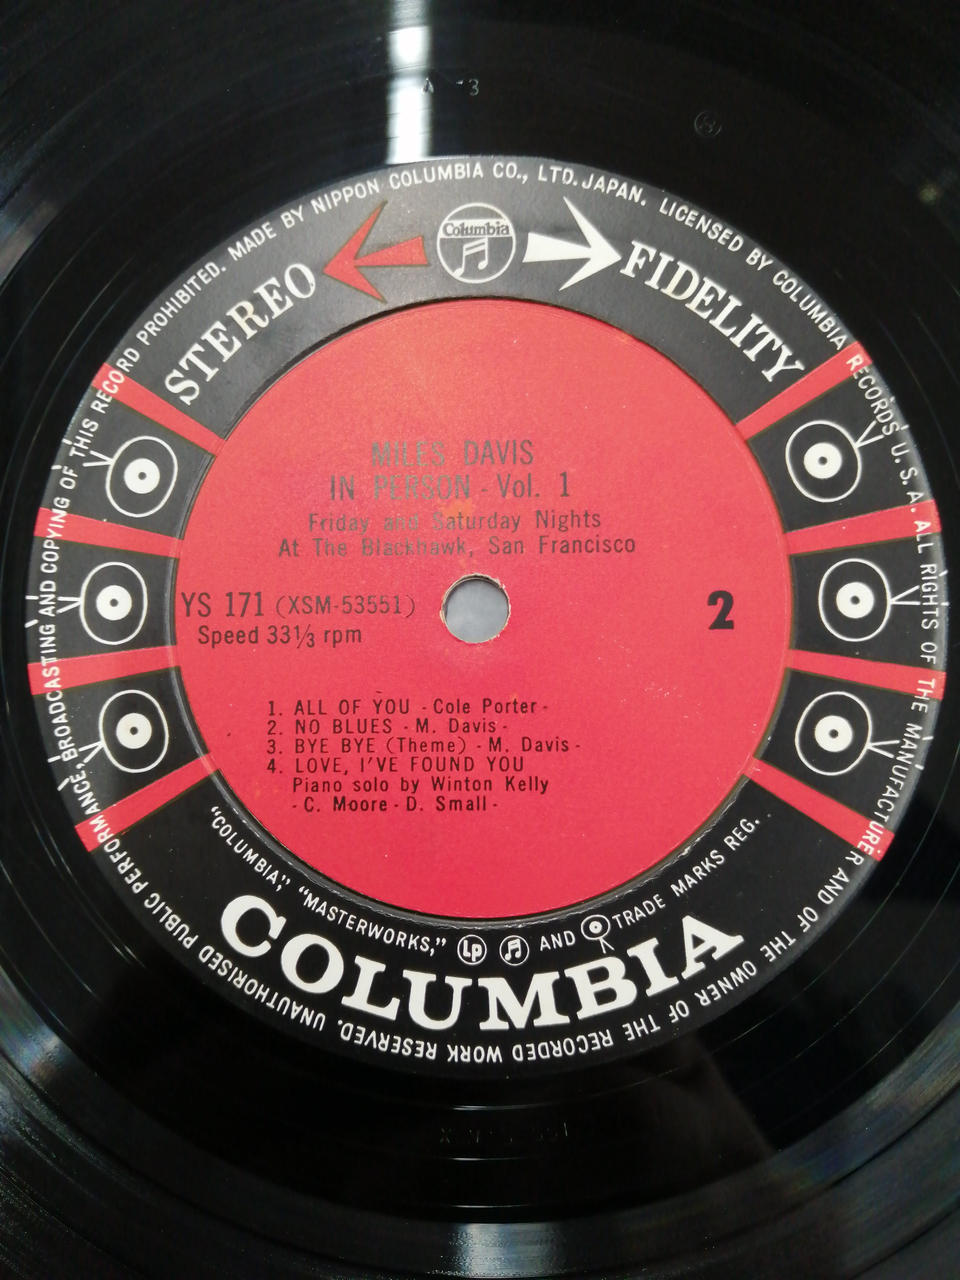 MADE BY NIPPON COLUMBIA CO., LTD. JAPAN. LICENSED BY COLUMBIA RECORDS U. S. A. ALL RIGHTS OF THE MANUFACTURER AND OF THE OWNER OF THE RECORDED WORK RESERVED. UNAUTHORISED PUBLIC PERFORMANCE, BROADCASTING AND COPYING OF THIS RECORD PROHIBITED.
Columbia
STEREO FIDELITY
MILES DAVIS
IN PERSON - Vol. 1
Friday and Saturday Nights
At The Blackhawk, San Francisco
YS 171 (XSM-53551)
Speed 33⅓ rpm
2
1. ALL OF YOU - Cole Porter -
2. NO BLUES - M. Davis -
3. BYE BYE (Theme) - M. Davis -
4. LOVE, I'VE FOUND YOU
Piano solo by Winton Kelly
- C. Moore - D. Small -
"COLUMBIA," "MASTERWORKS," Lp AND TRADE MARKS REG.
COLUMBIA